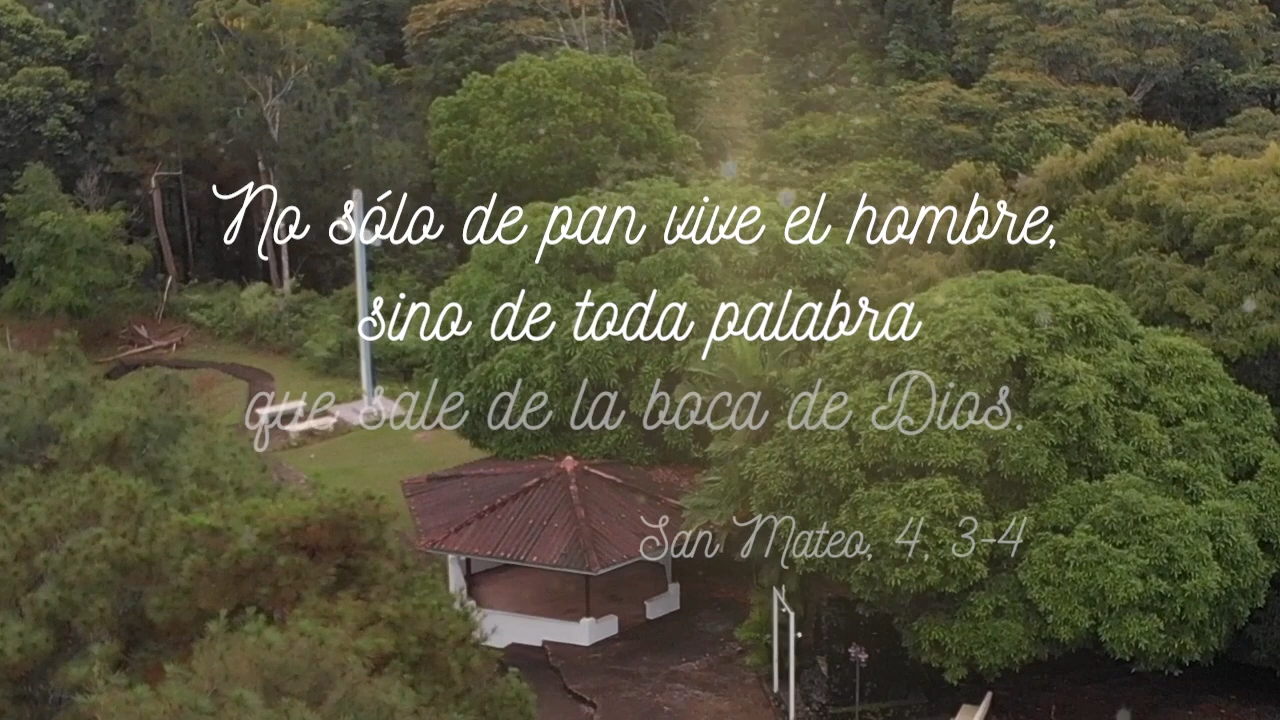 No sólo de pan vive el hombre,
sino de toda palabra
que sale de la boca de Dios.
San Mateo, 4, 3-4